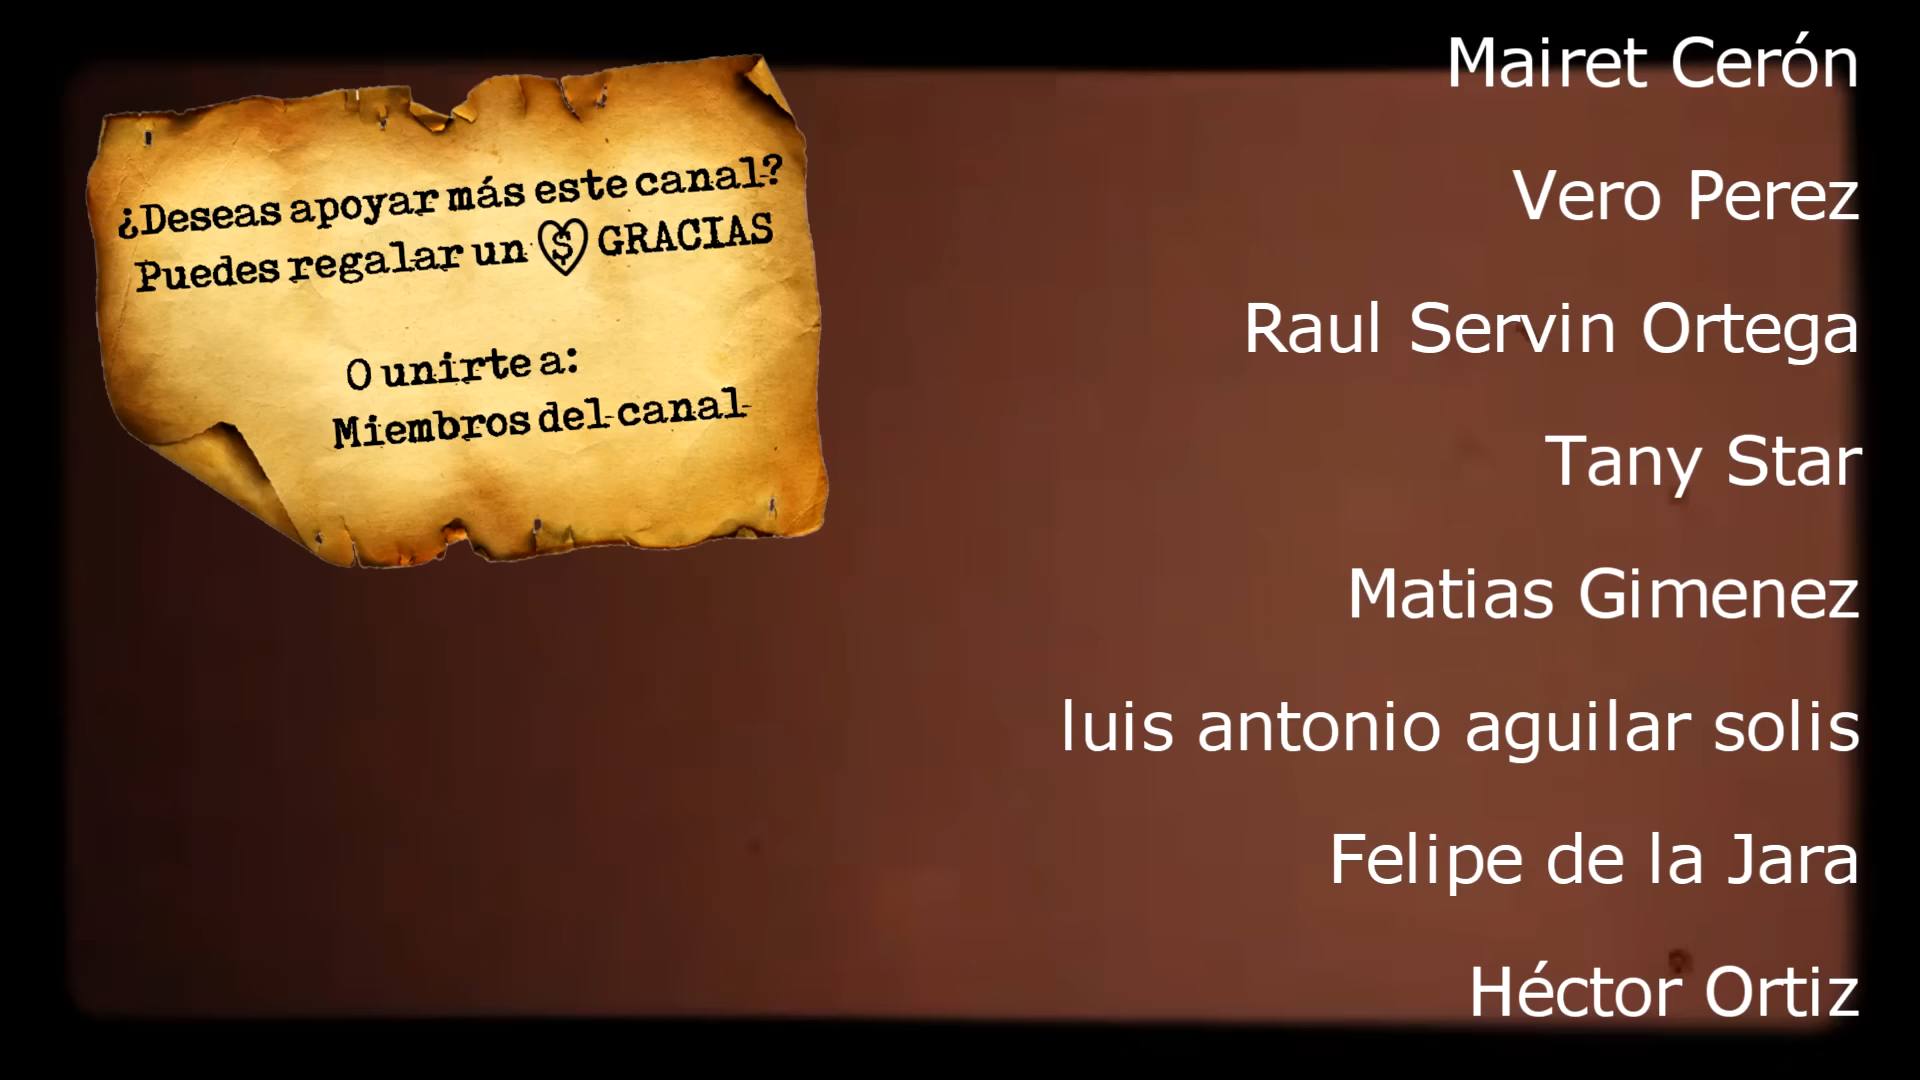 ¿Deseas apoyar más este canal?
Puedes regalar un $ GRACIAS
O unirte a:
Miembros del canal
Mairet Cerón
Vero Perez
Raul Servin Ortega
Tany Star
Matias Gimenez
luis antonio aguilar solis
Felipe de la Jara
Héctor Ortiz